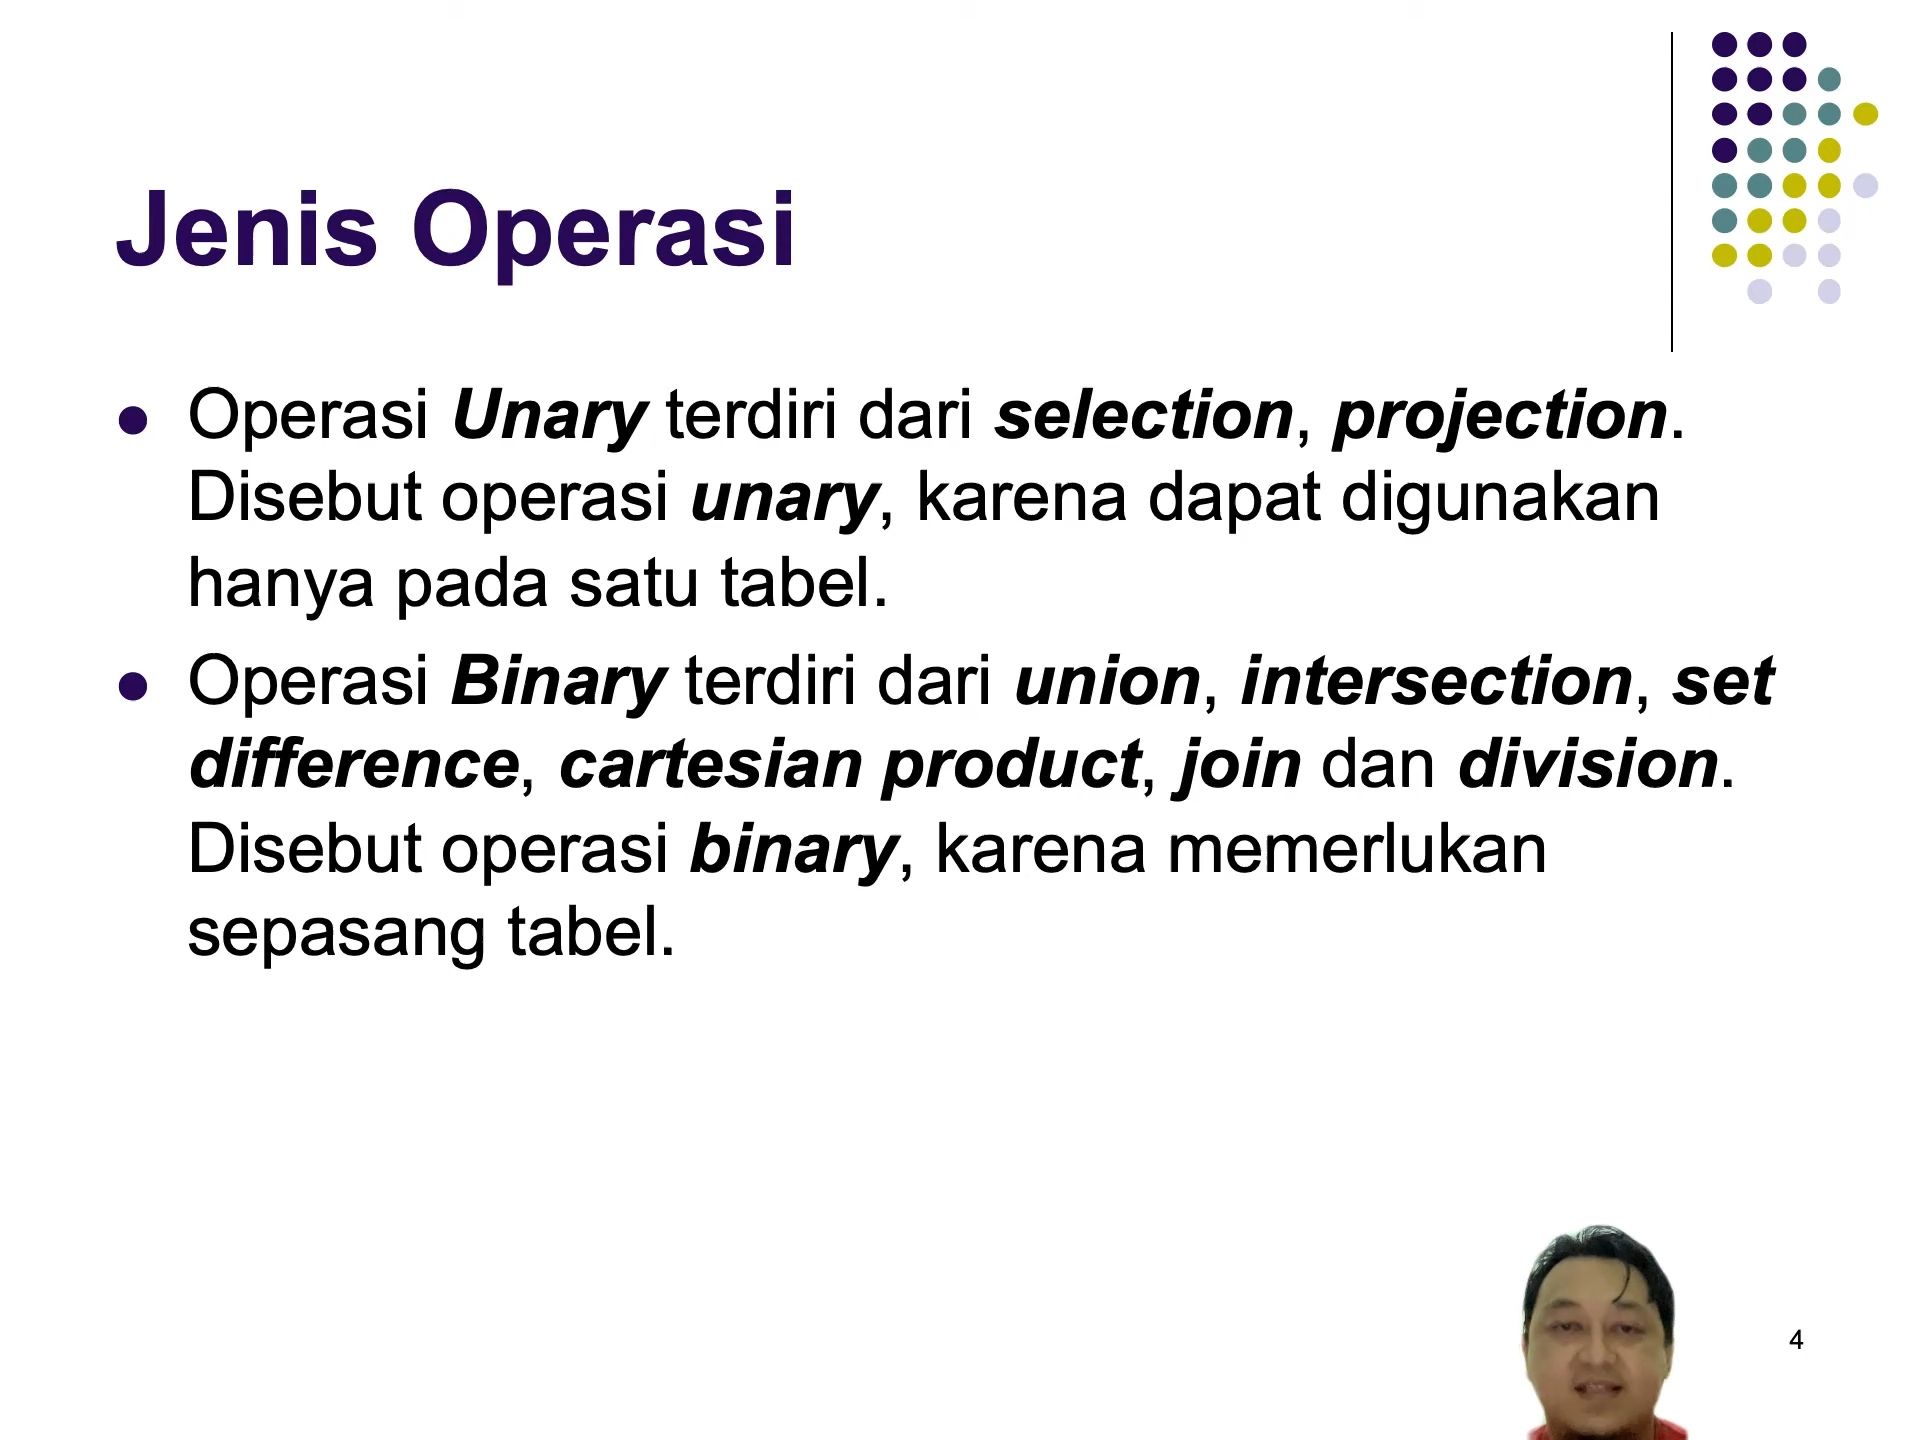 Jenis Operasi
Operasi Unary terdiri dari selection, projection.
Disebut operasi unary, karena dapat digunakan
hanya pada satu tabel.
Operasi Binary terdiri dari union, intersection, set
difference, cartesian product, join dan division.
Disebut operasi binary, karena memerlukan
sepasang tabel.
4